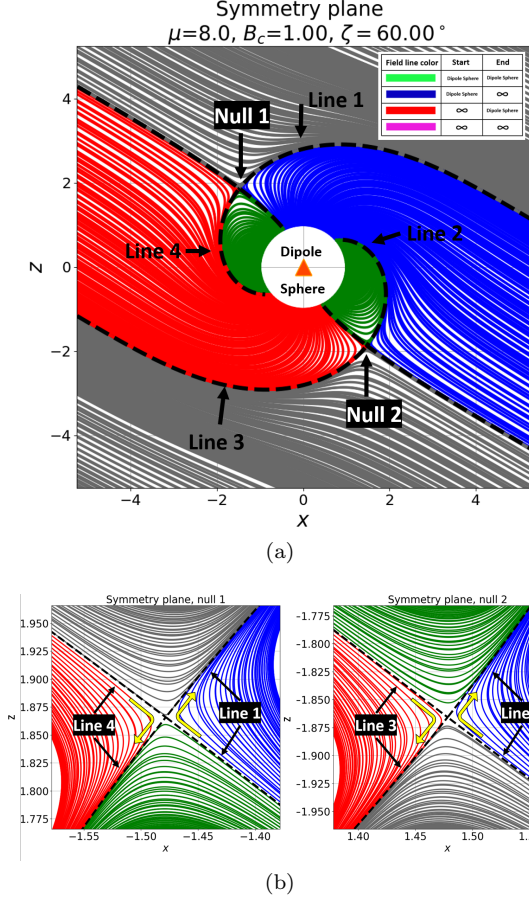 Symmetry plane
μ=8.0, B_c=1.00, ζ = 60.00°
Field line color Start End
Dipole Sphere Dipole Sphere
Dipole Sphere ∞
∞ Dipole Sphere
∞ ∞
Line 1
Null 1
Line 2
Line 4
Dipole
Sphere
Null 2
Line 3
4
2
0
−2
−4
z
−4 −2 0 2 4
x
(a)
Symmetry plane, null 1
1.950
1.925
1.900
1.875
1.850
1.825
1.800
1.775
z
Line 4
Line 1
−1.55 −1.50 −1.45 −1.40
x
Symmetry plane, null 2
-1.775
-1.800
-1.825
-1.850
-1.875
-1.900
-1.925
-1.950
z
Line 3
Line
1.40 1.45 1.50
x
(b)